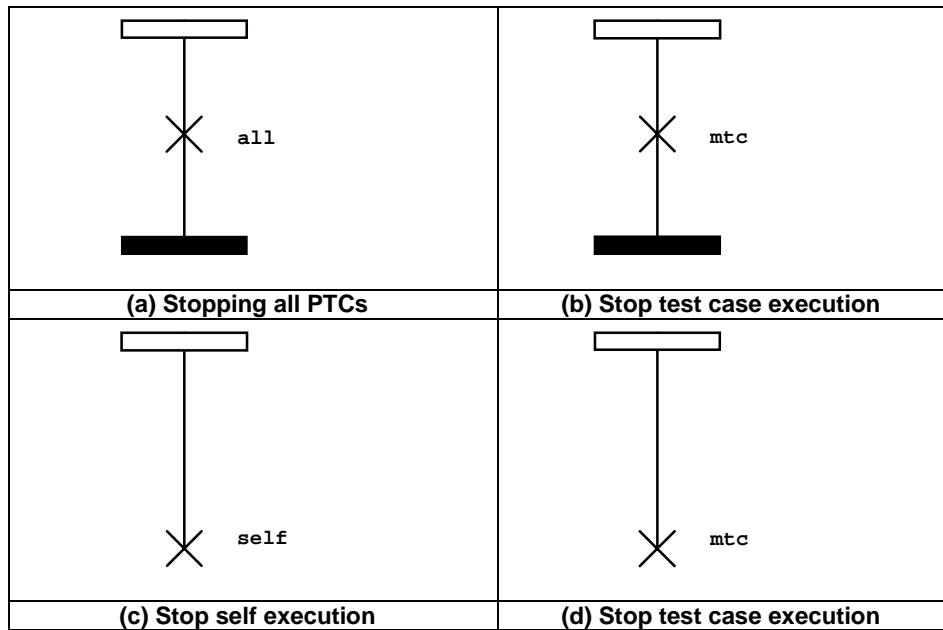 all
mtc
(a) Stopping all PTCs
(b) Stop test case execution
self
mtc
(c) Stop self execution
(d) Stop test case execution